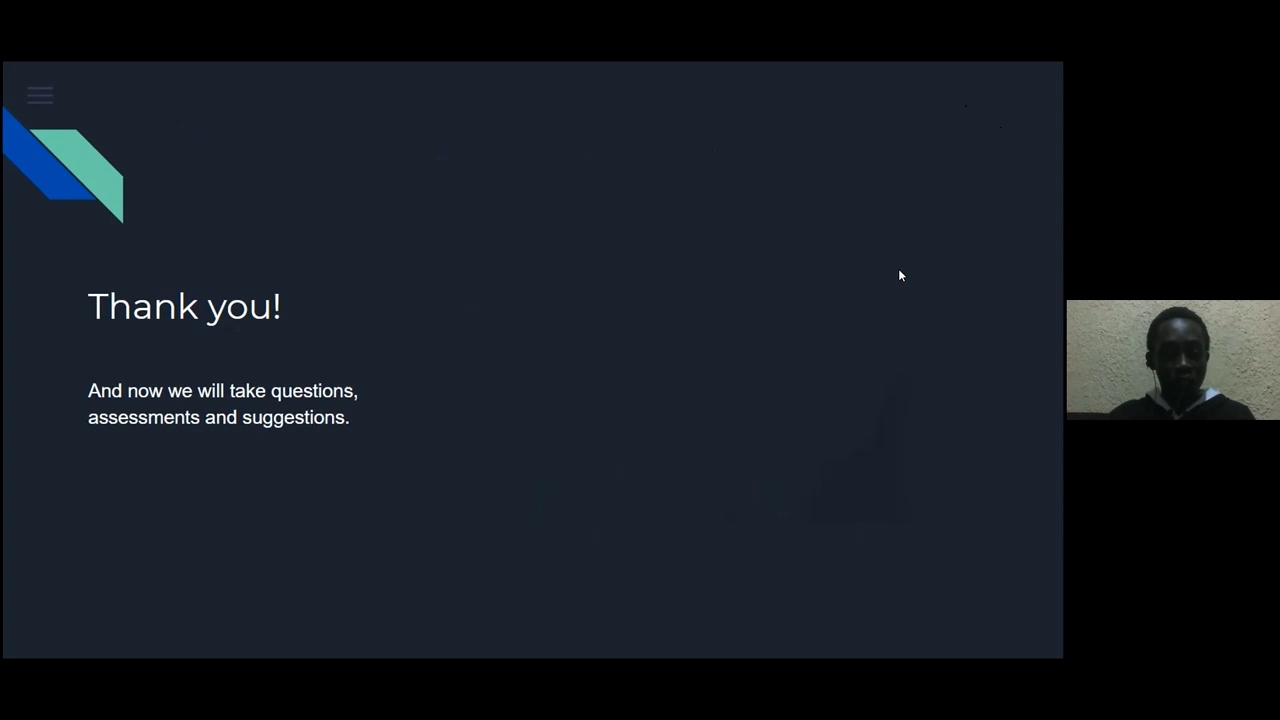 Thank you!
And now we will take questions,
assessments and suggestions.